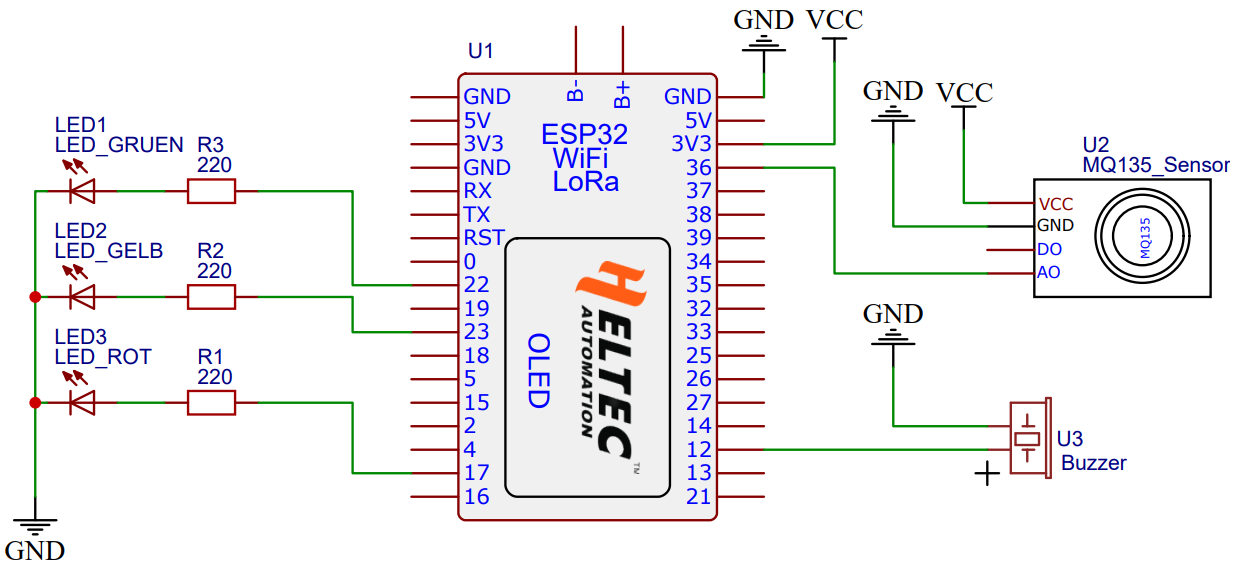 GND VCC
U1
B-
B+
GND
5V
3V3
GND
RX
TX
RST
0
22
19
23
18
5
15
2
4
17
16
ESP32
WiFi
LoRa
OLED
HELTEC
AUTOMATION
TM
GND
5V
3V3
36
37
38
39
34
35
32
33
25
26
27
14
12
13
21
LED1
LED_GRUEN
R3
220
LED2
LED_GELB
R2
220
LED3
LED_ROT
R1
220
GND
GND VCC
U2
MQ135_Sensor
VCC
GND
DO
AO
MQ135
GND
U3
Buzzer